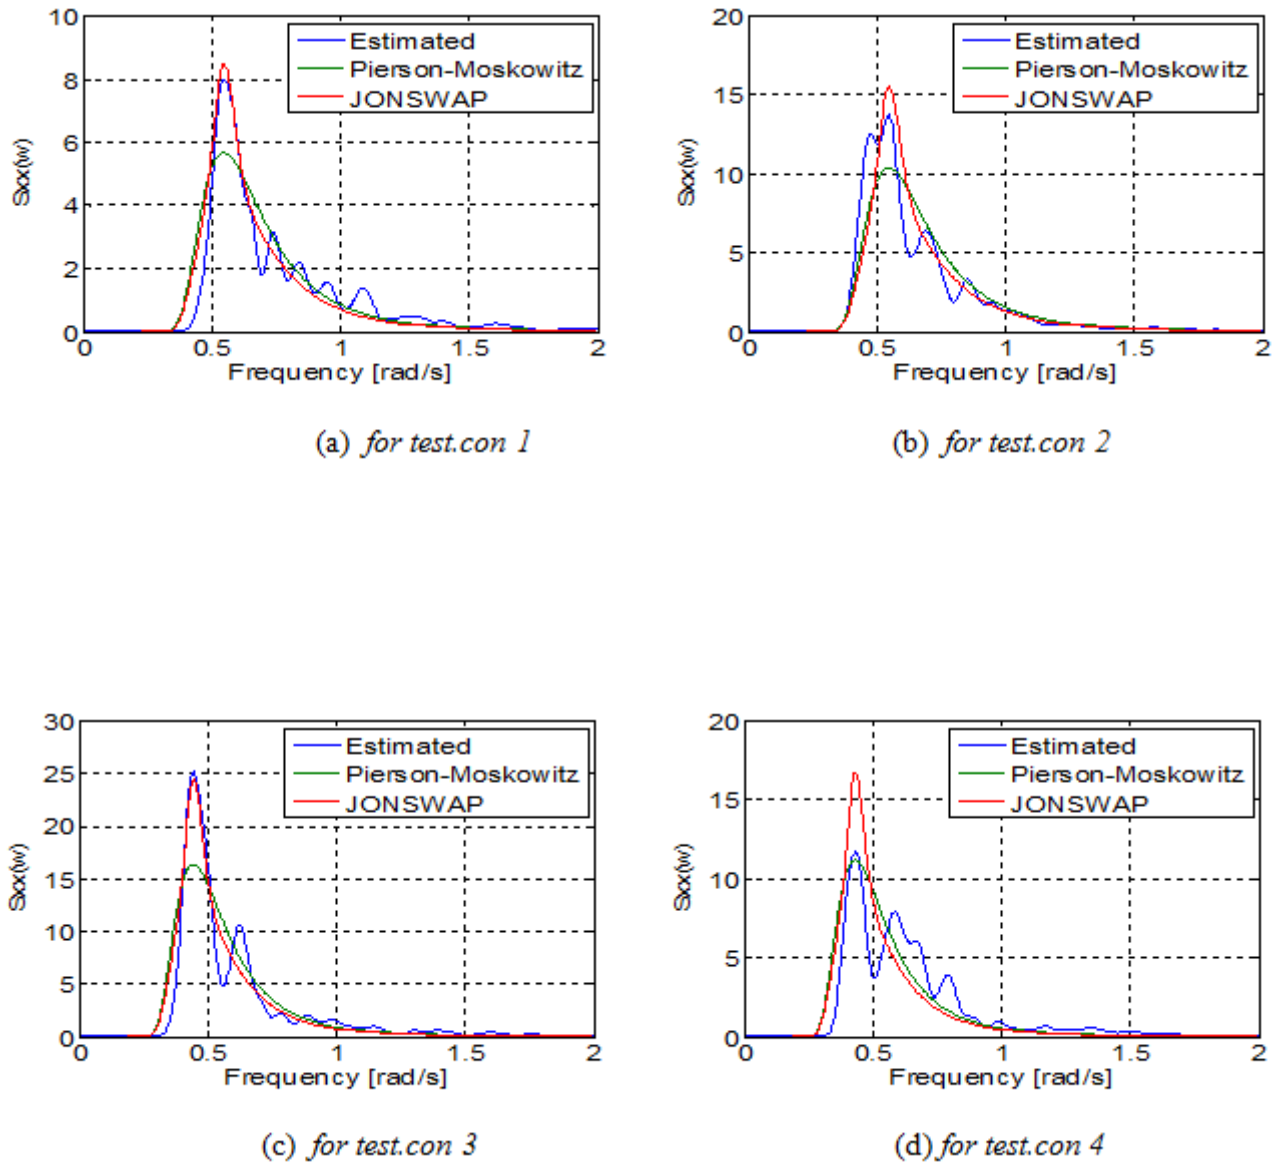 10
8
6
4
2
0
Sxx(w)
Estimated
Pierson-Moskowitz
JONSWAP
0 0.5 1 1.5 2
Frequency [rad/s]
(a) for test.con 1
20
15
10
5
0
Sxx(w)
Estimated
Pierson-Moskowitz
JONSWAP
0 0.5 1 1.5 2
Frequency [rad/s]
(b) for test.con 2
30
25
20
15
10
5
0
Sxx(w)
Estimated
Pierson-Moskowitz
JONSWAP
0 0.5 1 1.5 2
Frequency [rad/s]
(c) for test.con 3
20
15
10
5
0
Sxx(w)
Estimated
Pierson-Moskowitz
JONSWAP
0 0.5 1 1.5 2
Frequency [rad/s]
(d) for test.con 4